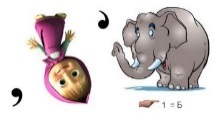 , ,
1 = Б